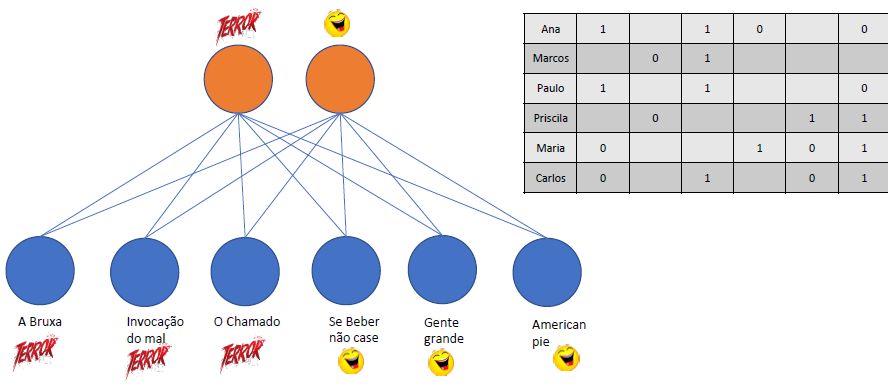 TERROR
Ana 1 1 0 0
Marcos 0 1
Paulo 1 1 0
Priscila 0 1 1
Maria 0 1 0 1
Carlos 0 1 0 1
A Bruxa
Invocação
do mal
O Chamado
Se Beber
não case
Gente
grande
American
pie
TERROR
TERROR
TERROR